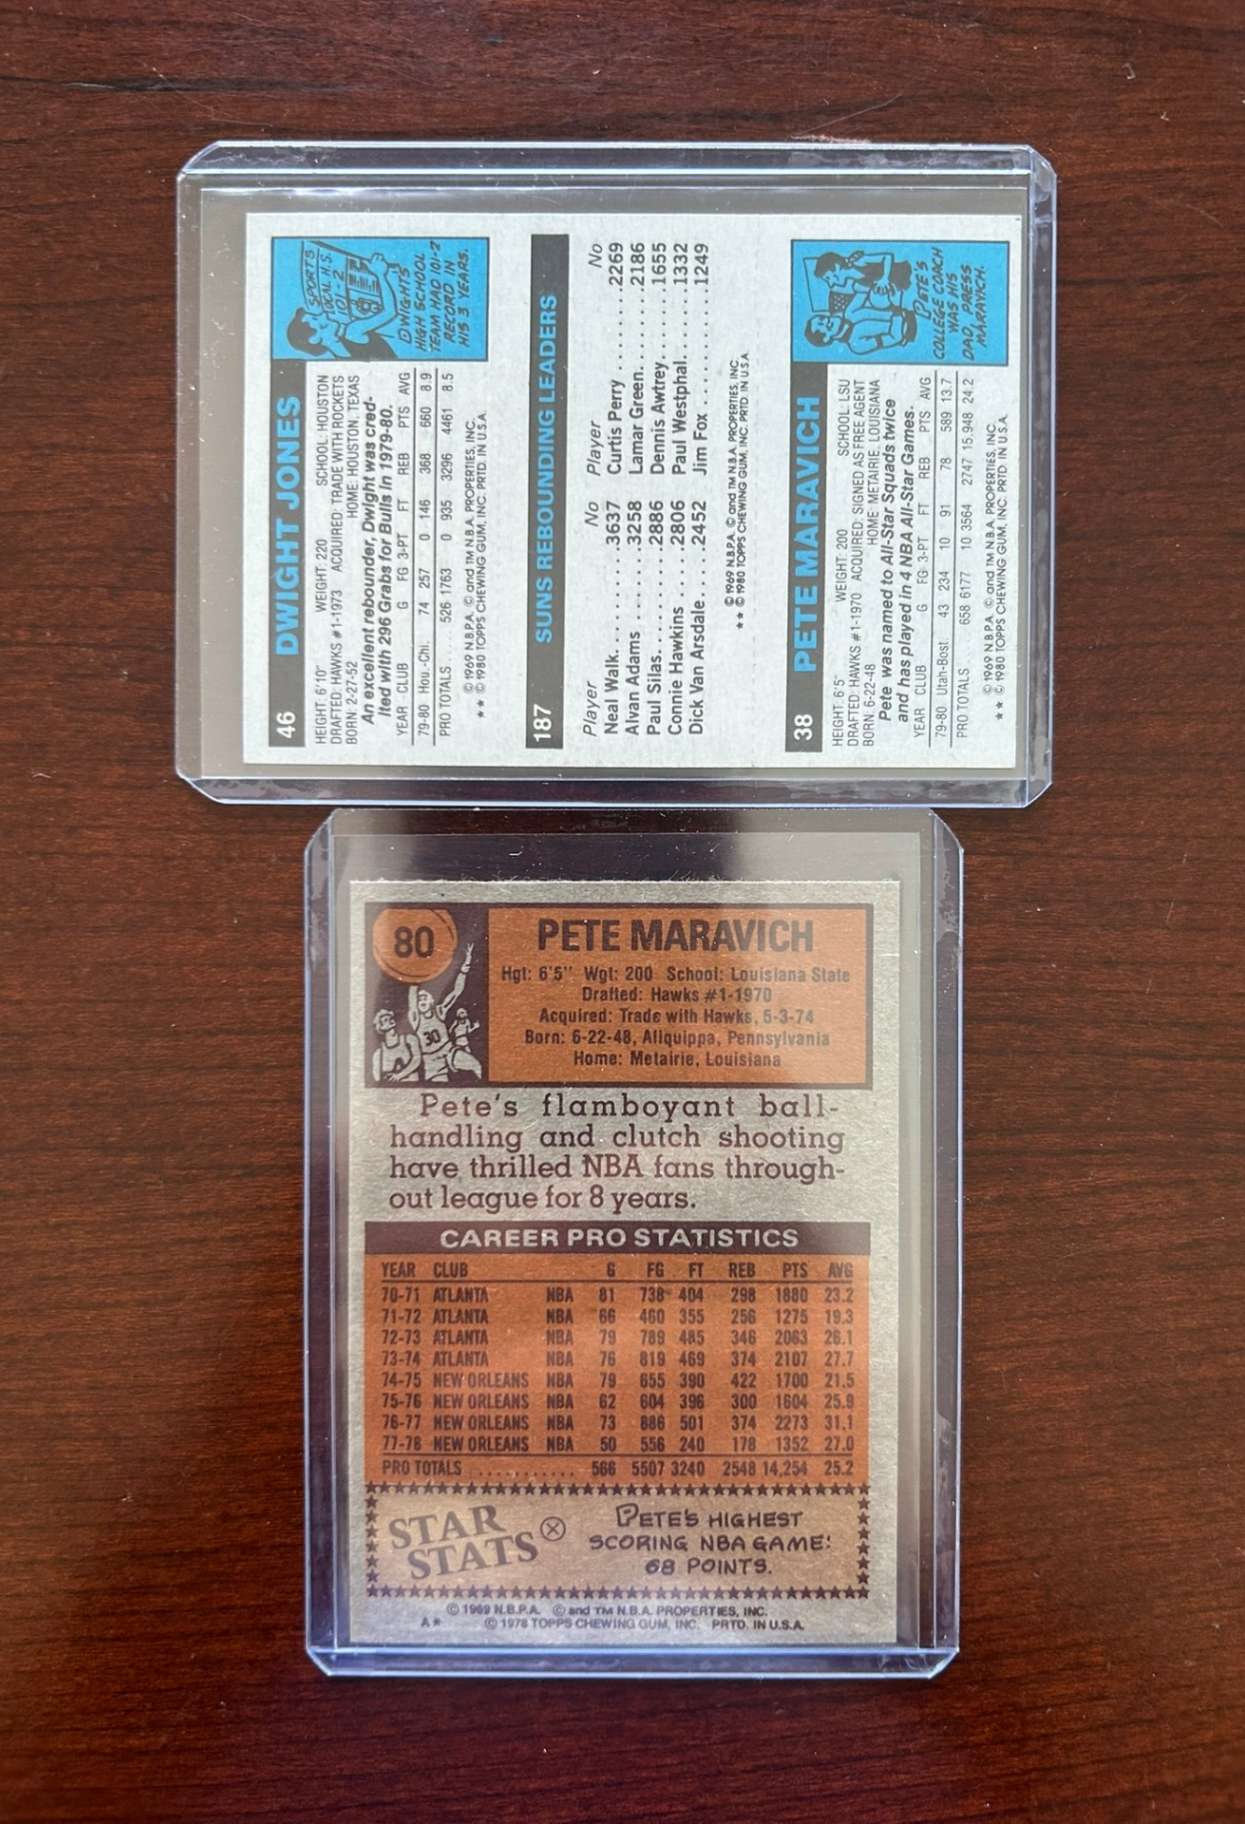 46 DWIGHT JONES
HEIGHT: 6'10" WEIGHT: 220 SCHOOL: HOUSTON
DRAFTED: HAWKS #1-1973 ACQUIRED: TRADE WITH ROCKETS
BORN: 2-27-52 HOME: HOUSTON, TEXAS
An excellent rebounder, Dwight was cred-
ited with 296 Grabs for Bulls in 1979-80.
YEAR CLUB G FG 3-PT FT REB PTS AVG
79-80 Hou.-Chi. 74 257 0 146 368 660 8.9
PRO TOTALS . . . . 526 1763 0 935 3296 4461 8.5
© 1969 N.B.P.A. © and TM N.B.A. PROPERTIES, INC.
** © 1980 TOPPS CHEWING GUM, INC. PRTD. IN U.S.A.
SPORTS
LOCAL H.S.
101-2
DWIGHT'S
HIGH SCHOOL
TEAM HAD 101-2
RECORD IN
HIS 3 YEARS.
187 SUNS REBOUNDING LEADERS
Player No Player No
Neal Walk. . . . . . . . .3637 Curtis Perry . . . . . . . . .2269
Alvan Adams . . . . . . .3258 Lamar Green. . . . . . . . .2186
Paul Silas. . . . . . . . . .2886 Dennis Awtrey. . . . . . .1655
Connie Hawkins . . . . .2806 Paul Westphal. . . . . . .1332
Dick Van Arsdale. . . . .2452 Jim Fox . . . . . . . . . . .1249
© 1969 N.B.P.A. © and TM N.B.A. PROPERTIES, INC.
** © 1980 TOPPS CHEWING GUM, INC. PRTD. IN U.S.A.
38 PETE MARAVICH
HEIGHT: 6'5" WEIGHT: 200 SCHOOL: LSU
DRAFTED: HAWKS #1-1970 ACQUIRED: SIGNED AS FREE AGENT
BORN: 6-22-48 HOME: METAIRIE, LOUISIANA
Pete was named to All-Star Squads twice
and has played in 4 NBA All-Star Games.
YEAR CLUB G FG 3-PT FT REB PTS AVG
79-80 Utah-Bost. 43 234 10 91 78 589 13.7
PRO TOTALS . . . . 658 6177 10 3564 2747 15,948 24.2
© 1969 N.B.P.A. © and TM N.B.A. PROPERTIES, INC.
** © 1980 TOPPS CHEWING GUM, INC. PRTD. IN U.S.A.
PETE'S
COLLEGE COACH
WAS HIS
DAD, PRESS
MARAVICH.
80
30
PETE MARAVICH
Hgt: 6'5" Wgt: 200 School: Louisiana State
Drafted: Hawks #1-1970
Acquired: Trade with Hawks, 5-3-74
Born: 6-22-48, Aliquippa, Pennsylvania
Home: Metairie, Louisiana
Pete's flamboyant ball-
handling and clutch shooting
have thrilled NBA fans through-
out league for 8 years.
CAREER PRO STATISTICS
YEAR CLUB G FG FT REB PTS AVG
70-71 ATLANTA NBA 81 738 404 298 1880 23.2
71-72 ATLANTA NBA 66 460 355 256 1275 19.3
72-73 ATLANTA NBA 79 789 485 346 2063 26.1
73-74 ATLANTA NBA 76 819 469 374 2107 27.7
74-75 NEW ORLEANS NBA 79 655 390 422 1700 21.5
75-76 NEW ORLEANS NBA 62 604 396 300 1604 25.9
76-77 NEW ORLEANS NBA 73 886 501 374 2273 31.1
77-78 NEW ORLEANS NBA 50 556 240 178 1352 27.0
PRO TOTALS . . . . . . . . . . . . 566 5507 3240 2548 14,254 25.2
STAR
STATS
PETE'S HIGHEST
SCORING NBA GAME:
68 POINTS.
© 1969 N.B.P.A. © and TM N.B.A. PROPERTIES, INC.
A* © 1978 TOPPS CHEWING GUM, INC. PRTD. IN U.S.A.